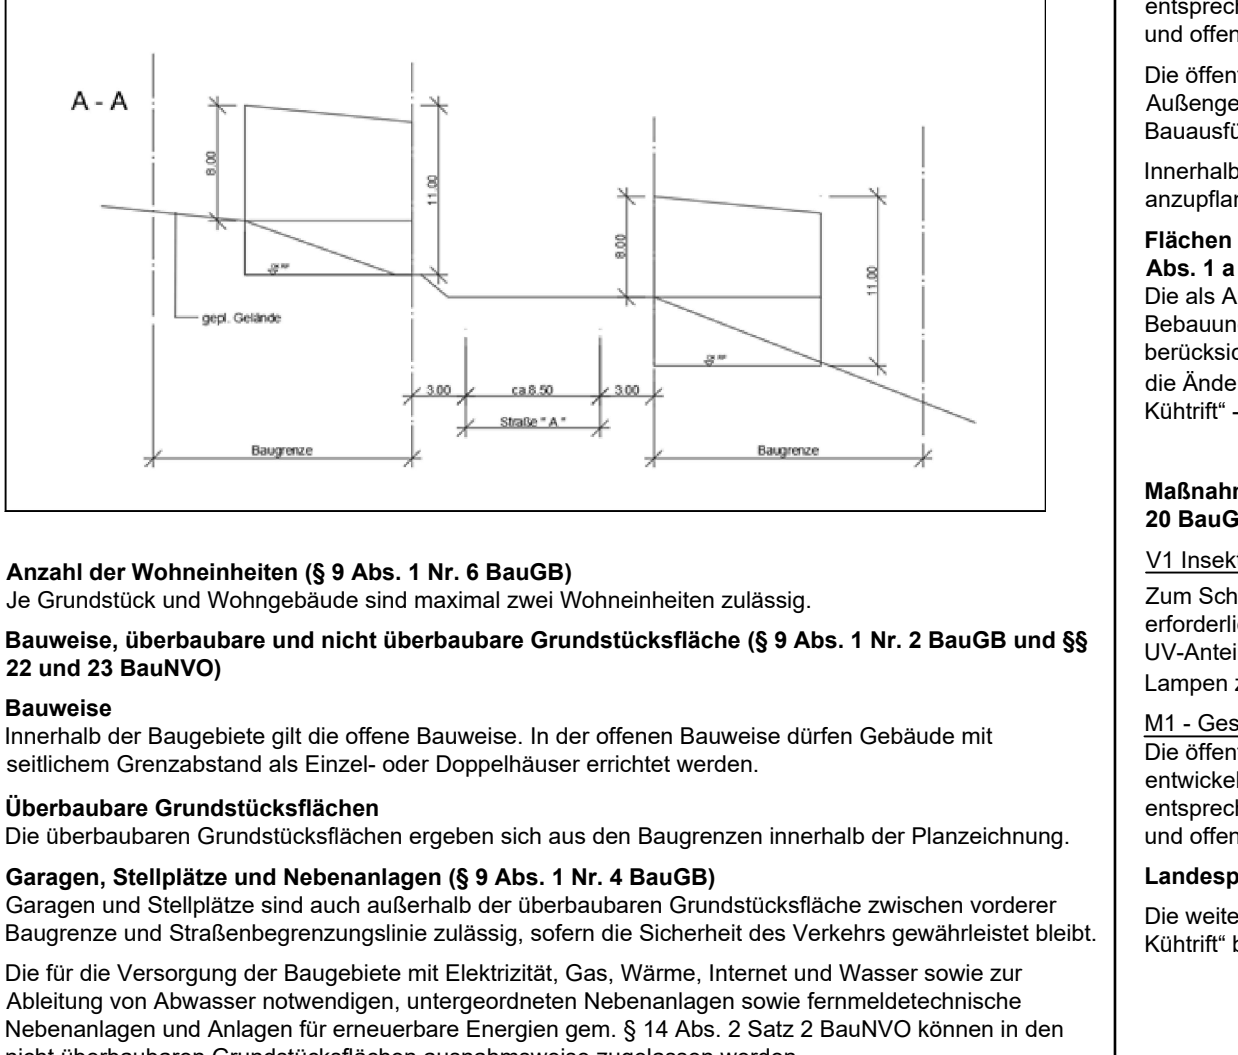 A - A
8.00
11.00
gepl. Gelände
8.00
11.00
3.00
ca 8.50
3.00
Straße " A "
Baugrenze
Baugrenze
Anzahl der Wohneinheiten (§ 9 Abs. 1 Nr. 6 BauGB)
Je Grundstück und Wohngebäude sind maximal zwei Wohneinheiten zulässig.
Bauweise, überbaubare und nicht überbaubare Grundstücksfläche (§ 9 Abs. 1 Nr. 2 BauGB und §§
22 und 23 BauNVO)
Bauweise
Innerhalb der Baugebiete gilt die offene Bauweise. In der offenen Bauweise dürfen Gebäude mit
seitlichem Grenzabstand als Einzel- oder Doppelhäuser errichtet werden.
Überbaubare Grundstücksflächen
Die überbaubaren Grundstücksflächen ergeben sich aus den Baugrenzen innerhalb der Planzeichnung.
Garagen, Stellplätze und Nebenanlagen (§ 9 Abs. 1 Nr. 4 BauGB)
Garagen und Stellplätze sind auch außerhalb der überbaubaren Grundstücksfläche zwischen vorderer
Baugrenze und Straßenbegrenzungslinie zulässig, sofern die Sicherheit des Verkehrs gewährleistet bleibt.
Die für die Versorgung der Baugebiete mit Elektrizität, Gas, Wärme, Internet und Wasser sowie zur
Ableitung von Abwasser notwendigen, untergeordneten Nebenanlagen sowie fernmeldetechnische
Nebenanlagen und Anlagen für erneuerbare Energien gem. § 14 Abs. 2 Satz 2 BauNVO können in den
nicht überbaubaren Grundstücksflächen ausnahmsweise zugelassen werden.
entsprech
und offen
Die öffent
Außenge
Bauausfü
Innerhalb
anzupflan
Flächen
Abs. 1 a
Die als A
Bebauun
berücksic
die Ände
Kühtrift" -
Maßnahm
20 BauG
V1 Insekt
Zum Sch
erforderli
UV-Antei
Lampen z
M1 - Ges
Die öffent
entwickel
entsprech
und offen
Landesp
Die weite
Kühtrift" b